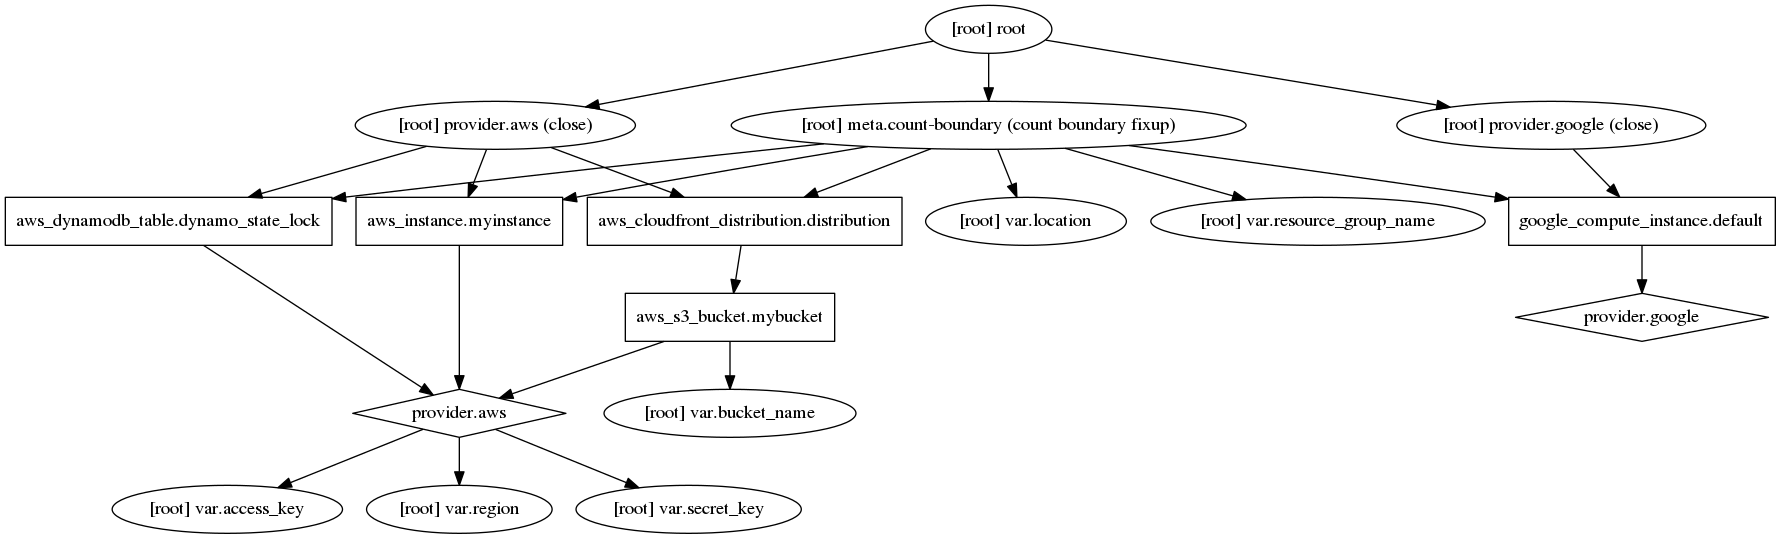 [root] root
[root] provider.aws (close)
[root] meta.count-boundary (count boundary fixup)
[root] provider.google (close)
aws_dynamodb_table.dynamo_state_lock
aws_instance.myinstance
aws_cloudfront_distribution.distribution
[root] var.location
[root] var.resource_group_name
google_compute_instance.default
aws_s3_bucket.mybucket
provider.google
provider.aws
[root] var.bucket_name
[root] var.access_key
[root] var.region
[root] var.secret_key